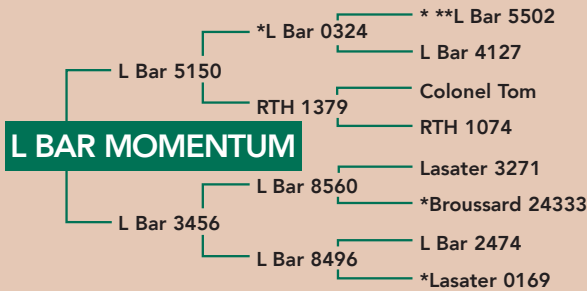 * **L Bar 5502
*L Bar 0324
L Bar 4127
L Bar 5150
Colonel Tom
RTH 1379
RTH 1074
L BAR MOMENTUM
Lasater 3271
L Bar 8560
*Broussard 24333
L Bar 3456
L Bar 2474
L Bar 8496
*Lasater 0169